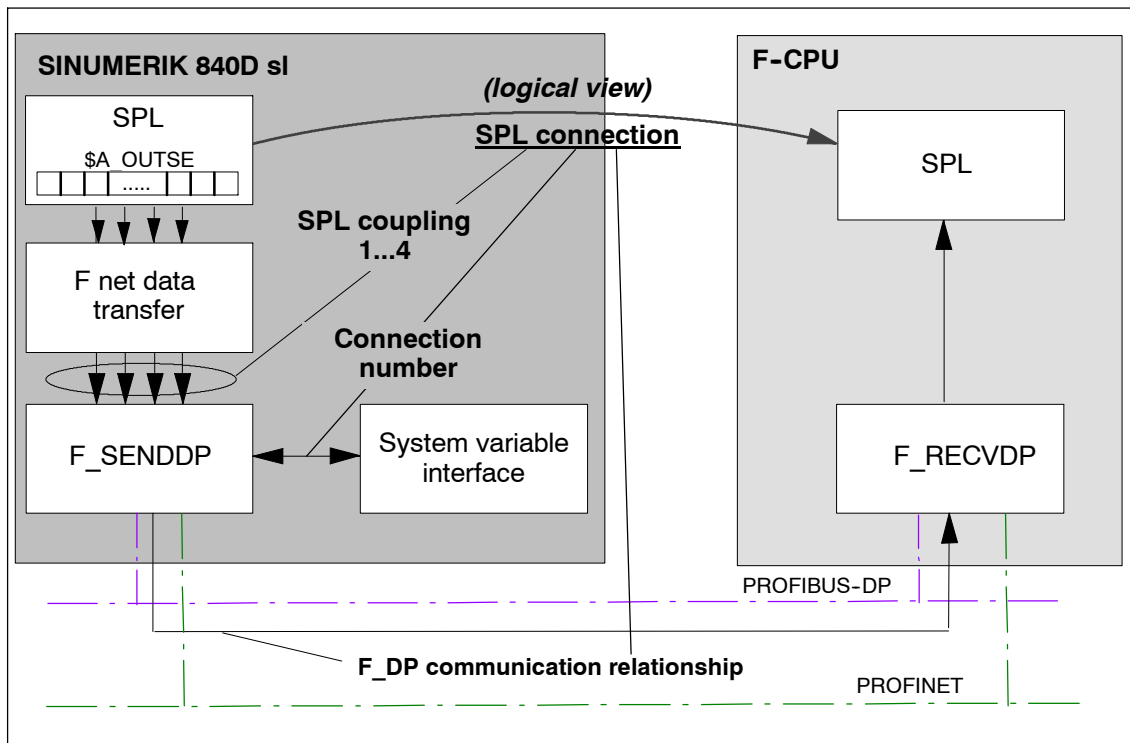 SINUMERIK 840D sl
F-CPU
(logical view)
SPL connection
SPL
$A_OUTSE
.....
SPL
SPL coupling
1...4
F net data
transfer
Connection
number
F_SENDDP
System variable
interface
F_RECVDP
PROFIBUS-DP
F_DP communication relationship
PROFINET